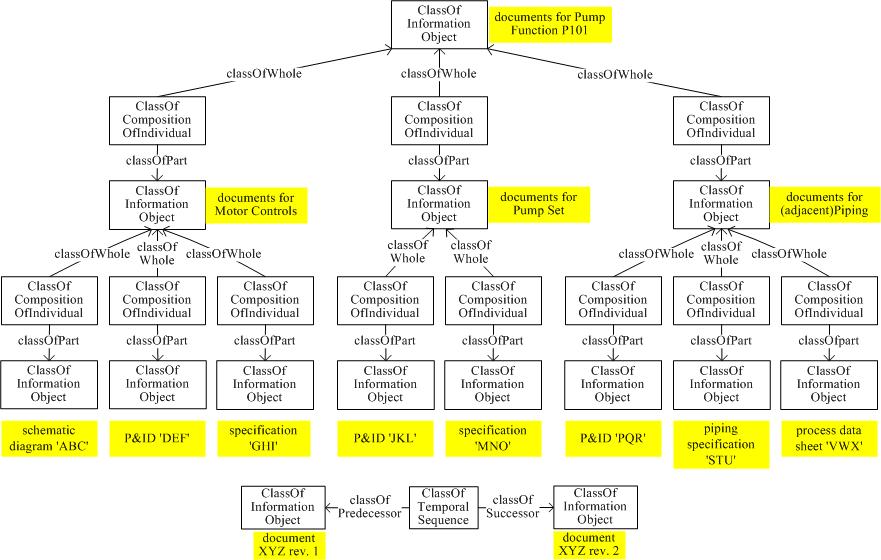 ClassOf
Information
Object
documents for Pump
Function P101
classOfWhole
classOfWhole
classOfWhole
ClassOf
Composition
OfIndividual
ClassOf
Composition
OfIndividual
ClassOf
Composition
OfIndividual
classOfPart
classOfPart
classOfPart
ClassOf
Information
Object
documents for
Motor Controls
ClassOf
Information
Object
documents for
Pump Set
ClassOf
Information
Object
documents for
(adjacent)Piping
classOfWhole
classOf
Whole
classOfWhole
classOf
Whole
classOf
Whole
classOfWhole
classOf
Whole
classOfWhole
ClassOf
Composition
OfIndividual
ClassOf
Composition
OfIndividual
ClassOf
Composition
OfIndividual
ClassOf
Composition
OfIndividual
ClassOf
Composition
OfIndividual
ClassOf
Composition
OfIndividual
ClassOf
Composition
OfIndividual
ClassOf
Composition
OfIndividual
classOfPart
classOfPart
classOfPart
classOfPart
classOfPart
classOfPart
classOfPart
classOfpart
ClassOf
Information
Object
ClassOf
Information
Object
ClassOf
Information
Object
ClassOf
Information
Object
ClassOf
Information
Object
ClassOf
Information
Object
ClassOf
Information
Object
ClassOf
Information
Object
schematic
diagram 'ABC'
P&ID 'DEF'
specification
'GHI'
P&ID 'JKL'
specification
'MNO'
P&ID 'PQR'
piping
specification
'STU'
process data
sheet 'VWX'
ClassOf
Information
Object
classOf
Predecessor
ClassOf
Temporal
Sequence
classOf
Successor
ClassOf
Information
Object
document
XYZ rev. 1
document
XYZ rev. 2